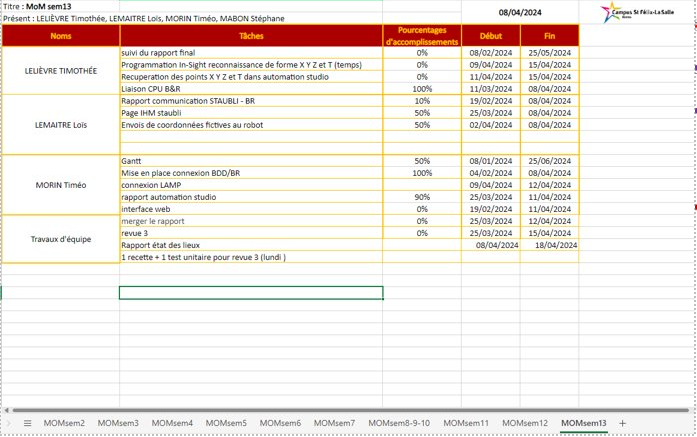 Titre : MoM sem13
Présent : LELIÈVRE Timothée, LEMAITRE Loïs, MORIN Timéo, MABON Stéphane
08/04/2024
Campus St Félix-LaSalle
Noms Tâches Pourcentages d'accomplissements Début Fin
LELIÈVRE TIMOTHÉE
suivi du rapport final 0% 08/02/2024 25/05/2024
Programmation In-Sight reconnaissance de forme X Y Z et T (temps) 0% 09/04/2024 15/04/2024
Recuperation des points X Y Z et T dans automation studio 0% 11/04/2024 15/04/2024
Liaison CPU B&R 100% 11/03/2024 08/04/2024
LEMAITRE Loïs
Rapport communication STAUBLI - BR 10% 19/02/2024 08/04/2024
Page IHM staubli 50% 25/03/2024 08/04/2024
Envois de coordonnées fictives au robot 50% 02/04/2024 08/04/2024
MORIN Timéo
Gantt 50% 08/01/2024 25/06/2024
Mise en place connexion BDD/BR 100% 04/02/2024 08/04/2024
connexion LAMP 09/04/2024 12/04/2024
rapport automation studio 90% 25/03/2024 11/04/2024
interface web 0% 19/02/2024 11/04/2024
Travaux d'équipe
merger le rapport 0% 25/03/2024 12/04/2024
revue 3 0% 25/03/2024 15/04/2024
Rapport état des lieux 08/04/2024 18/04/2024
1 recette + 1 test unitaire pour revue 3 (lundi )
MOMsem2 MOMsem3 MOMsem4 MOMsem5 MOMsem6 MOMsem7 MOMsem8-9-10 MOMsem11 MOMsem12 MOMsem13 +